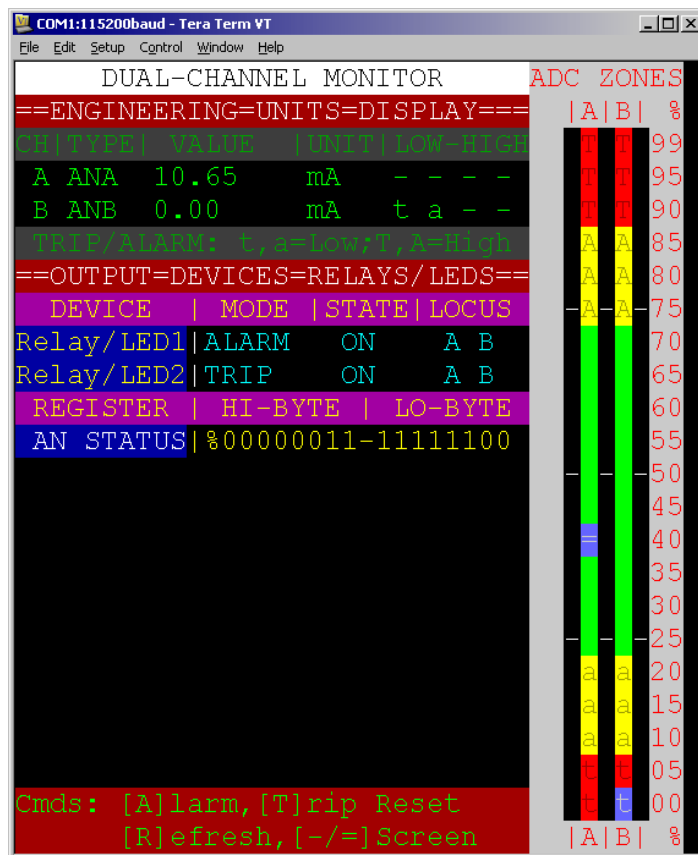 COM1:115200baud - Tera Term VT
File Edit Setup Control Window Help
DUAL-CHANNEL MONITOR
==ENGINEERING=UNITS=DISPLAY===
CH|TYPE| VALUE |UNIT|LOW-HIGH
A ANA 10.65 mA - - - -
B ANB 0.00 mA t a - -
TRIP/ALARM: t,a=Low;T,A=High
==OUTPUT=DEVICES=RELAYS/LEDS==
DEVICE | MODE |STATE|LOCUS
Relay/LED1|ALARM ON A B
Relay/LED2|TRIP ON A B
REGISTER | HI-BYTE | LO-BYTE
AN STATUS|%00000011-11111100
Cmds: [A]larm,[T]rip Reset
[R]efresh,[-/=]Screen
ADC ZONES
|A|B| %
T T 99
T T 95
T T 90
A A 85
A A 80
-A-A-75
70
65
60
55
- - -50
45
= 40
35
30
- - -25
a a 20
a a 15
a a 10
t t 05
t t 00
|A|B| %